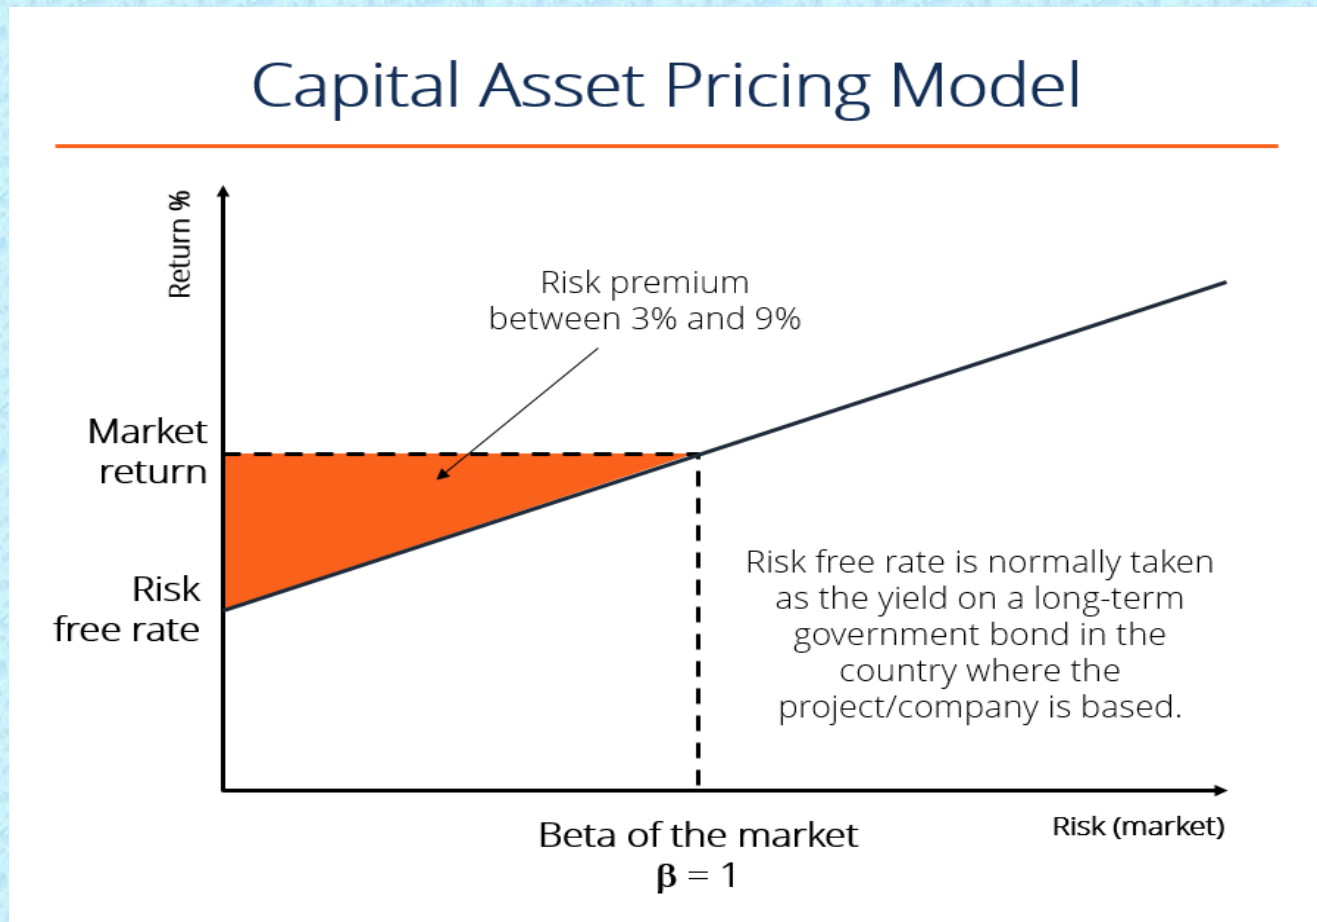 Capital Asset Pricing Model
Return %
Risk premium
between 3% and 9%
Market
return
Risk
free rate
Risk free rate is normally taken
as the yield on a long-term
government bond in the
country where the
project/company is based.
Beta of the market
β = 1
Risk (market)